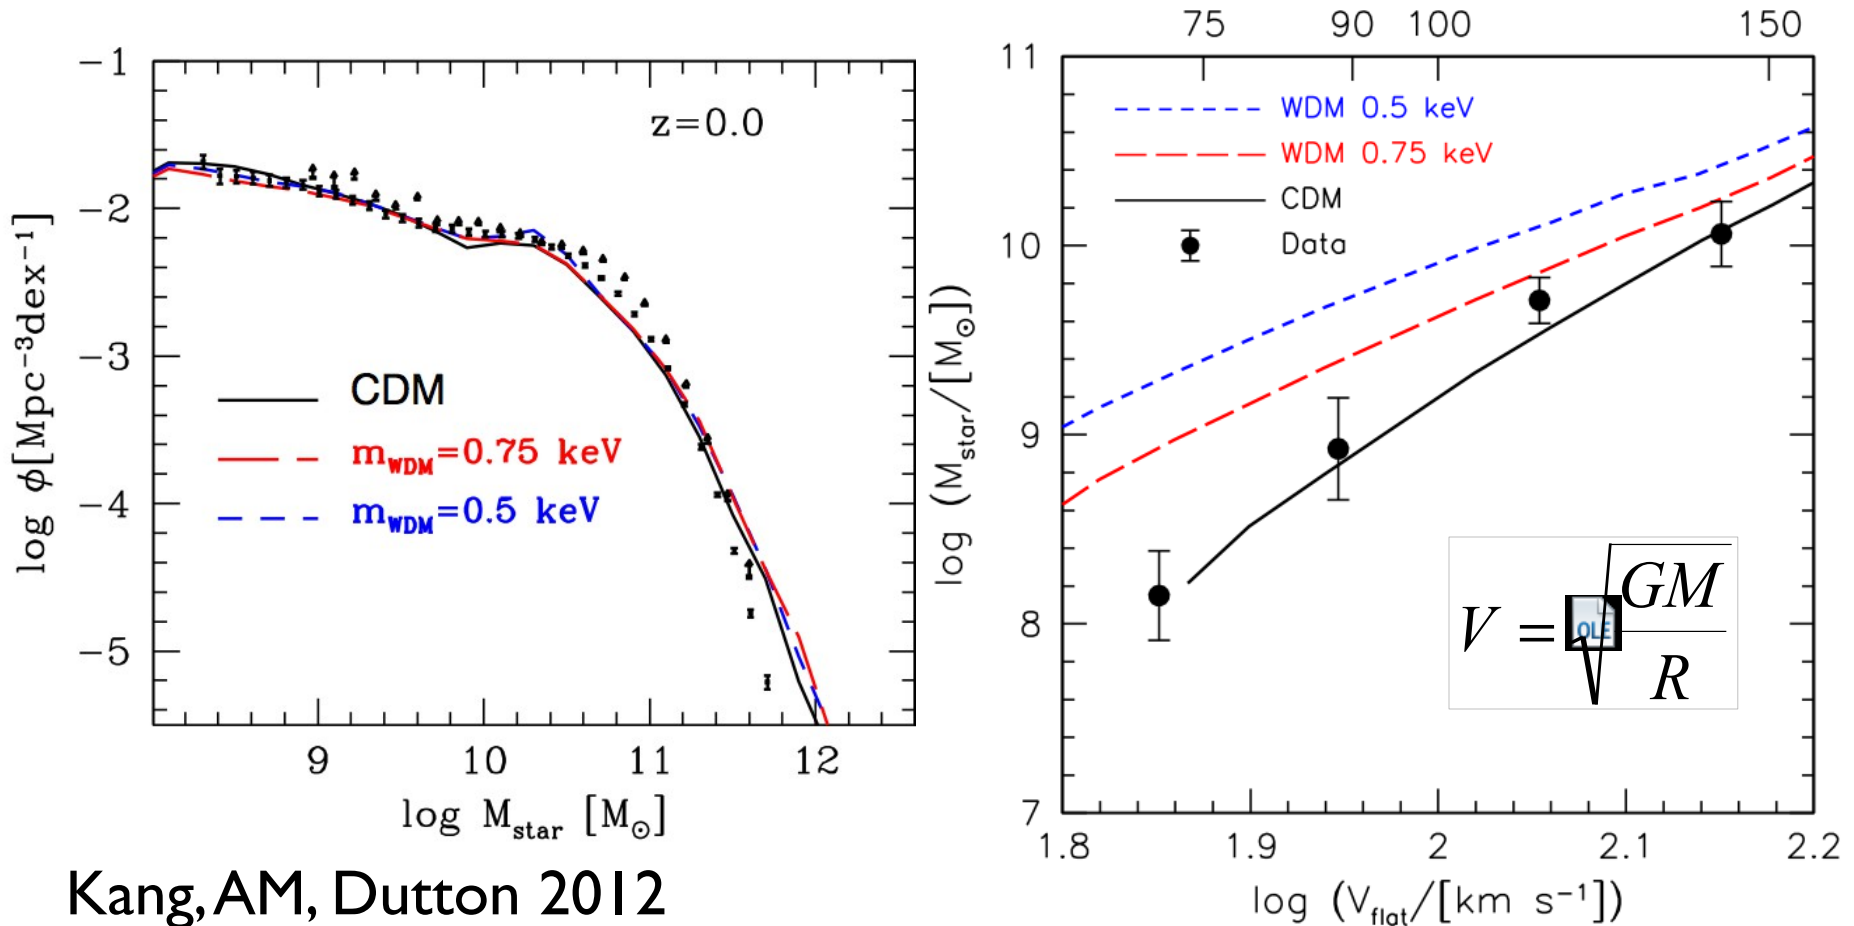 −1
−2
−3
−4
−5
log ϕ[Mpc⁻³dex⁻¹]
z=0.0
CDM
m_WDM=0.75 keV
m_WDM=0.5 keV
9 10 11 12
log M_star [M_⊙]
Kang, AM, Dutton 2012
75 90 100 150
11
10
9
8
7
log (M_star/[M_⊙])
WDM 0.5 keV
WDM 0.75 keV
CDM
Data
V = √(GM/R)
OLE
1.8 1.9 2 2.1 2.2
log (V_flat/[km s⁻¹])